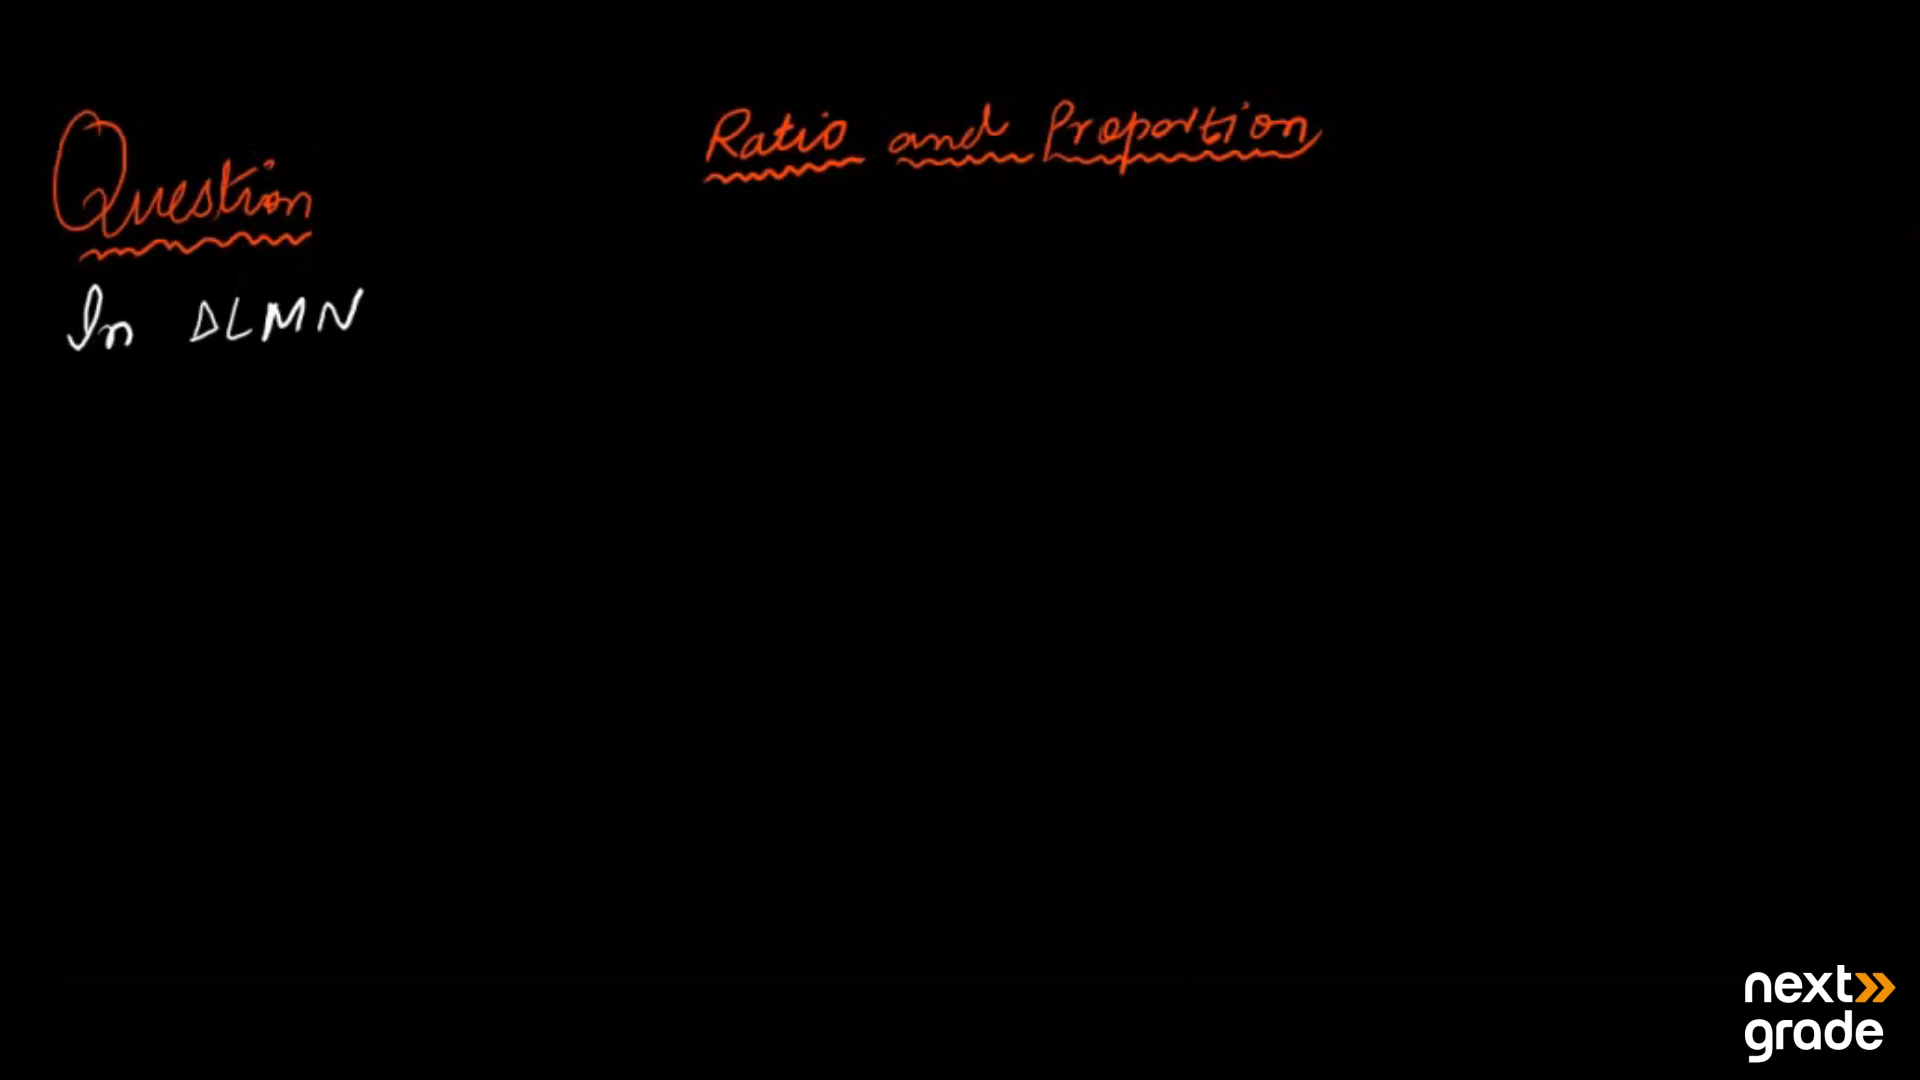 Ratio and Proportion
Question
In ΔLMN
next
grade